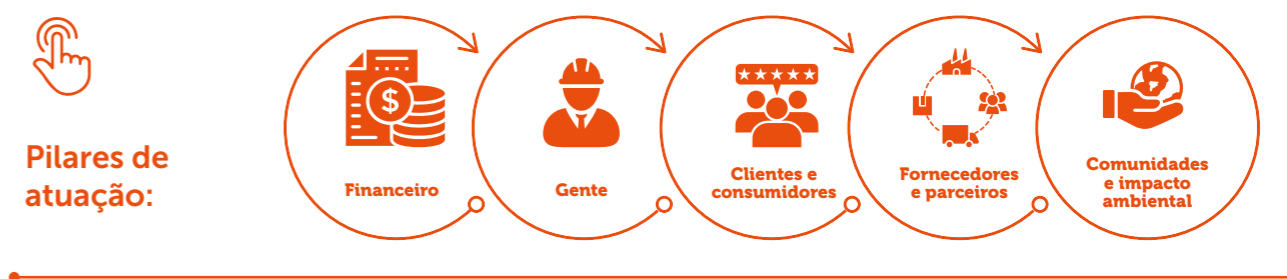 Pilares de
atuação:
Financeiro
Gente
Clientes e
consumidores
Fornecedores
e parceiros
Comunidades
e impacto
ambiental